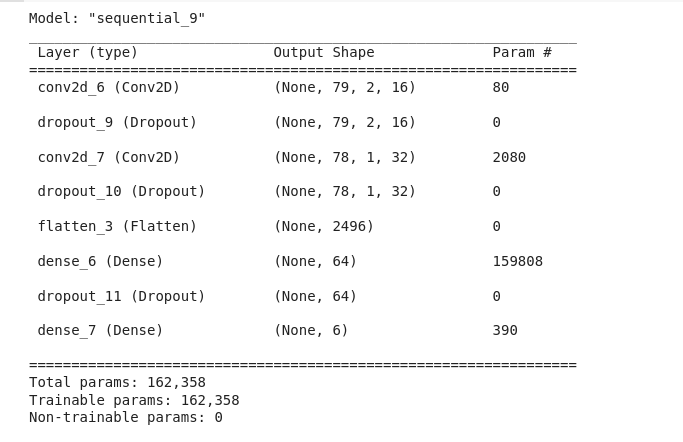 Model: "sequential_9"
Layer (type) Output Shape Param #
conv2d_6 (Conv2D) (None, 79, 2, 16) 80
dropout_9 (Dropout) (None, 79, 2, 16) 0
conv2d_7 (Conv2D) (None, 78, 1, 32) 2080
dropout_10 (Dropout) (None, 78, 1, 32) 0
flatten_3 (Flatten) (None, 2496) 0
dense_6 (Dense) (None, 64) 159808
dropout_11 (Dropout) (None, 64) 0
dense_7 (Dense) (None, 6) 390
Total params: 162,358
Trainable params: 162,358
Non-trainable params: 0